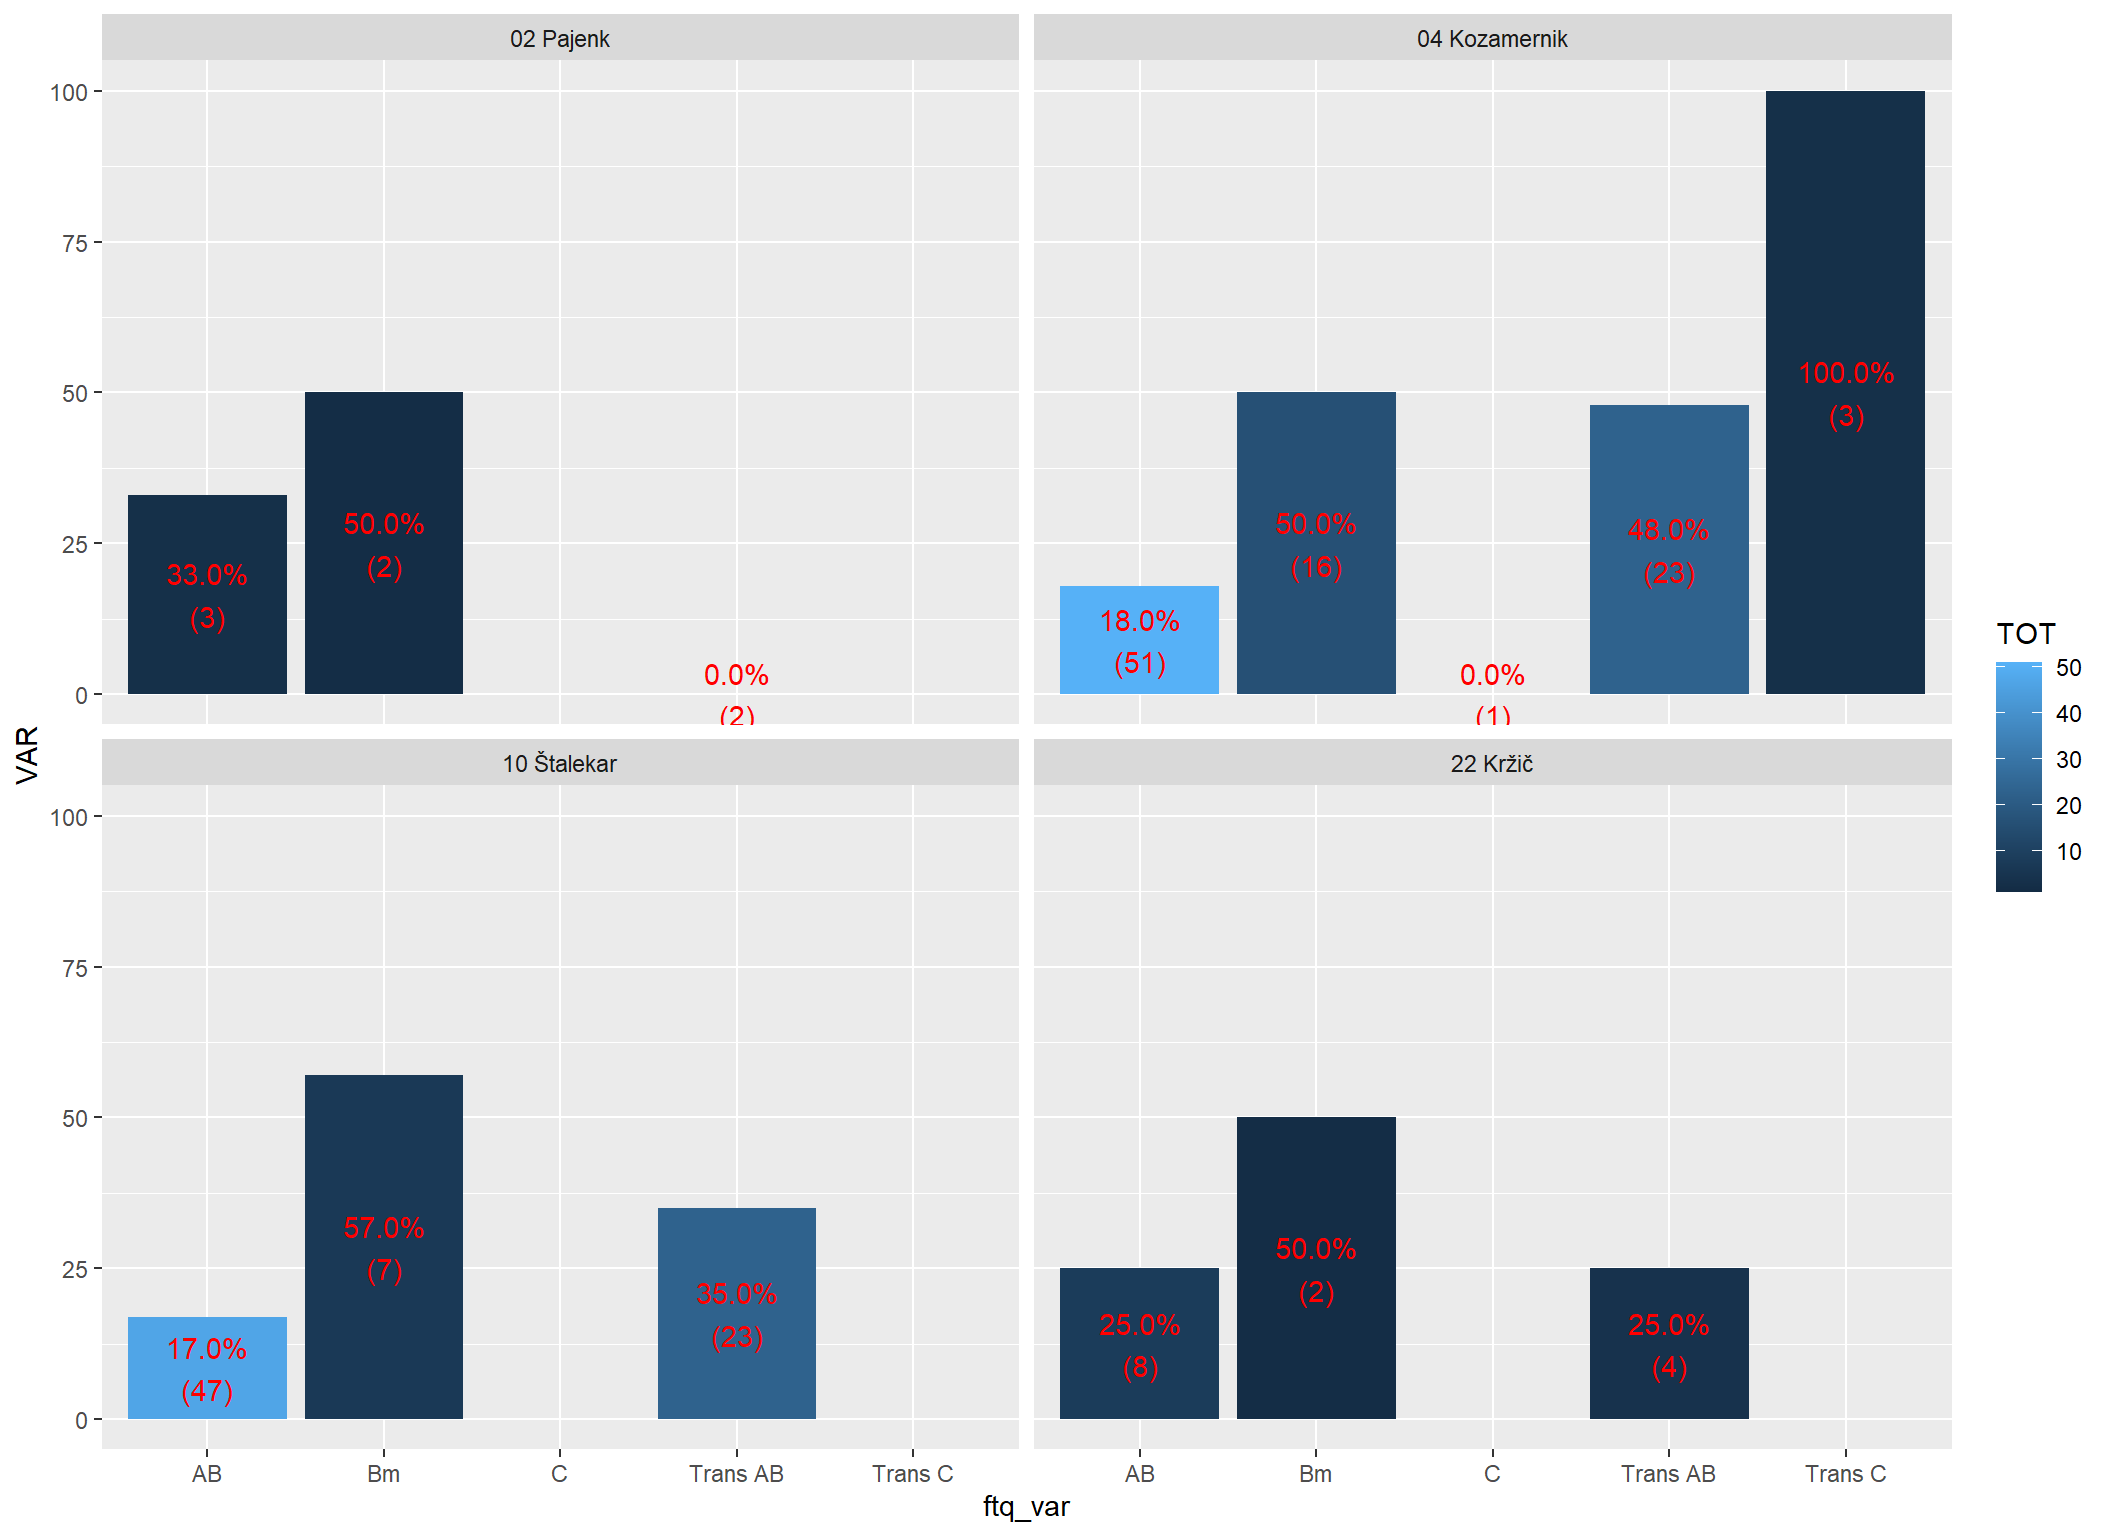 02 Pajenk
04 Kozamernik
100
75
50
25
0
33.0%
(3)
50.0%
(2)
0.0%
(2)
18.0%
(51)
50.0%
(16)
0.0%
(1)
48.0%
(23)
100.0%
(3)
VAR
10 Štalekar
22 Kržič
100
75
50
25
0
17.0%
(47)
57.0%
(7)
35.0%
(23)
25.0%
(8)
50.0%
(2)
25.0%
(4)
AB
Bm
C
Trans AB
Trans C
AB
Bm
C
Trans AB
Trans C
ftq_var
TOT
50
40
30
20
10